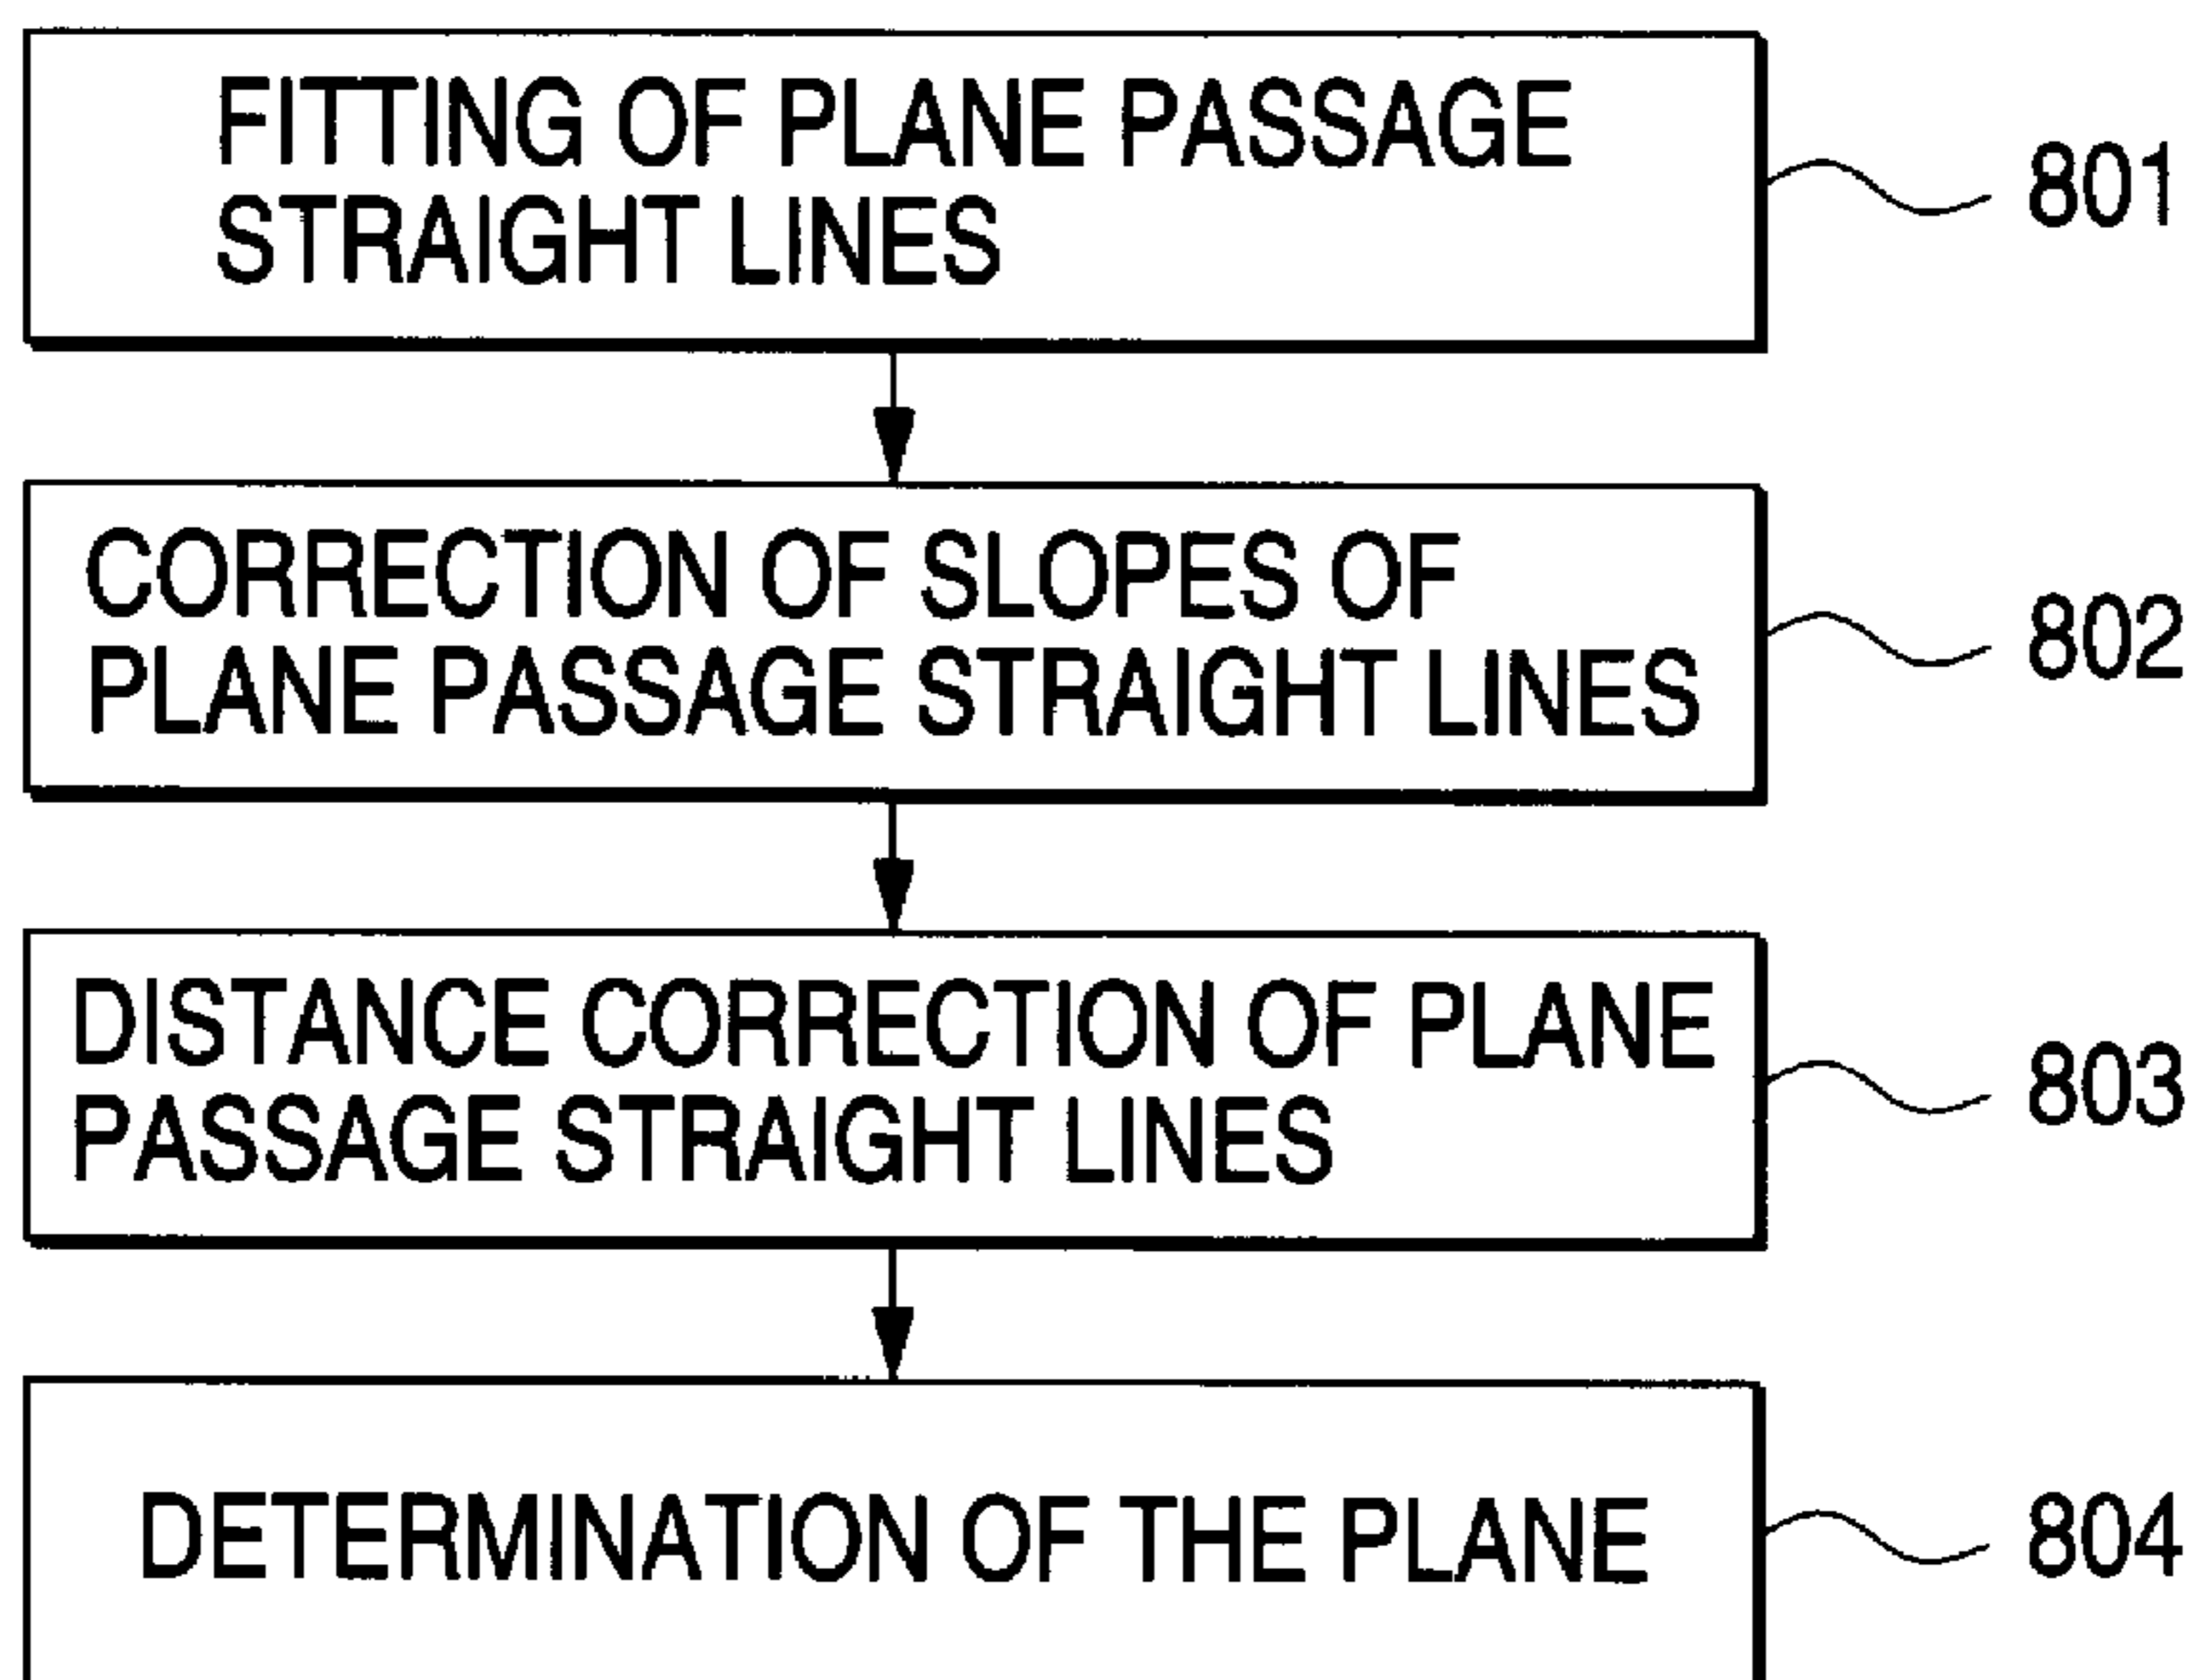 FITTING OF PLANE PASSAGE
STRAIGHT LINES
801
CORRECTION OF SLOPES OF
PLANE PASSAGE STRAIGHT LINES
802
DISTANCE CORRECTION OF PLANE
PASSAGE STRAIGHT LINES
803
DETERMINATION OF THE PLANE
804